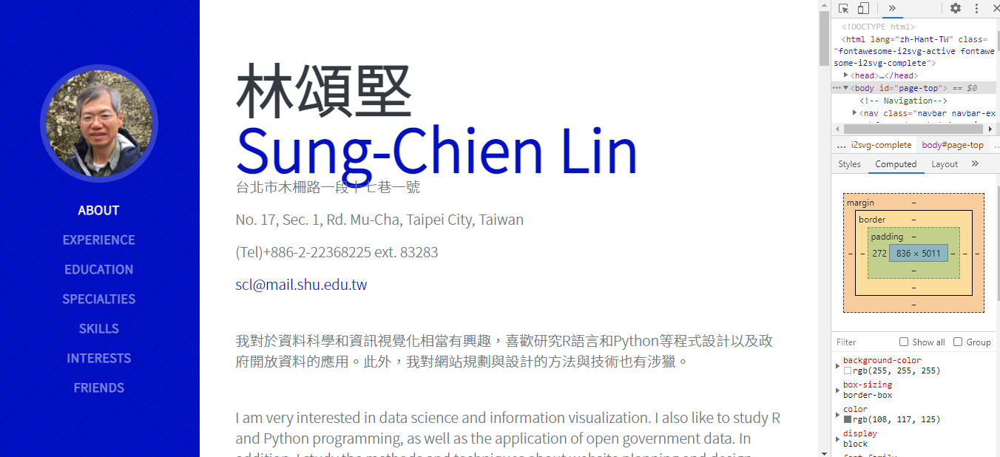 ABOUT
EXPERIENCE
EDUCATION
SPECIALTIES
SKILLS
INTERESTS
FRIENDS
林頌堅
Sung-Chien Lin
台北市木柵路一段十七巷一號
No. 17, Sec. 1, Rd. Mu-Cha, Taipei City, Taiwan
(Tel)+886-2-22368225 ext. 83283
scl@mail.shu.edu.tw
我對於資料科學和資訊視覺化相當有興趣，喜歡研究R語言和Python等程式設計以及政
府開放資料的應用。此外，我對網站規劃與設計的方法與技術也有涉獵。
I am very interested in data science and information visualization. I also like to study R
and Python programming, as well as the application of open government data. In
addition, I study the methods and techniques about website planning and design
<!DOCTYPE html>
<html lang="zh-Hant-TW" class=
"fontawesome-i2svg-active fontawe
some-i2svg-complete">
<head>…</head>
<body id="page-top"> == $0
<!-- Navigation-->
<nav class="navbar navbar-ex
... i2svg-complete body#page-top ...
Styles Computed Layout
margin –
border –
padding –
– – 272 836 × 5011 – – –
–
–
–
Filter Show all Group
background-color
rgb(255, 255, 255)
box-sizing
border-box
color
rgb(108, 117, 125)
display
block
font-family